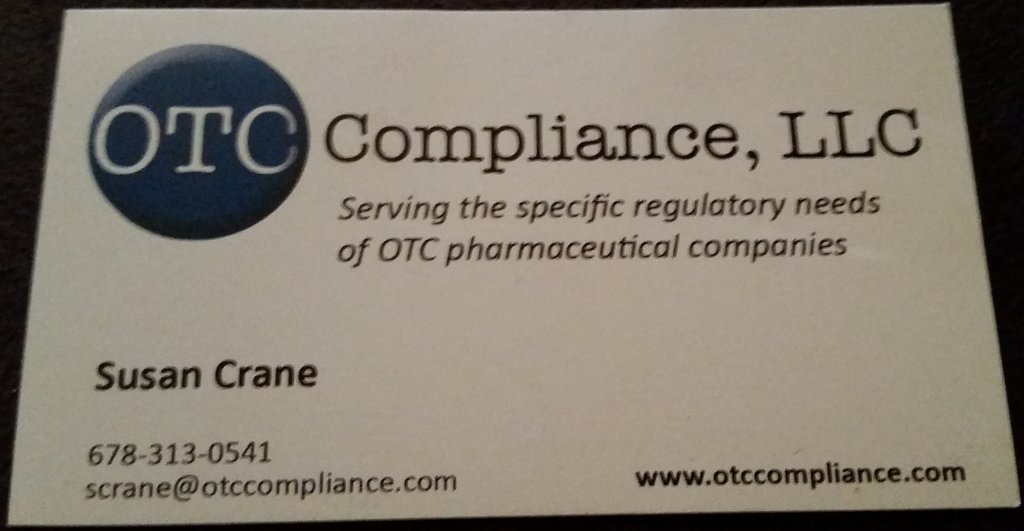 OTC Compliance, LLC
Serving the specific regulatory needs
of OTC pharmaceutical companies
Susan Crane
678-313-0541
scrane@otccompliance.com
www.otccompliance.com